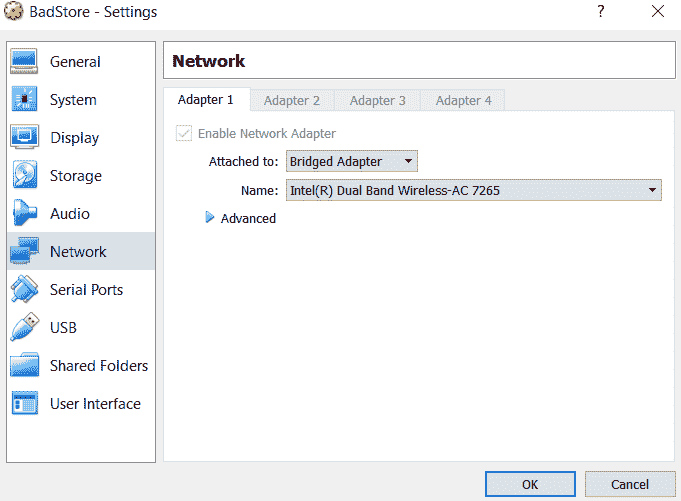 BadStore - Settings ?
General
System
Display
Storage
Audio
Network
Serial Ports
USB
Shared Folders
User Interface
Network
Adapter 1 Adapter 2 Adapter 3 Adapter 4
Enable Network Adapter
Attached to: Bridged Adapter
Name: Intel(R) Dual Band Wireless-AC 7265
Advanced
OK Cancel